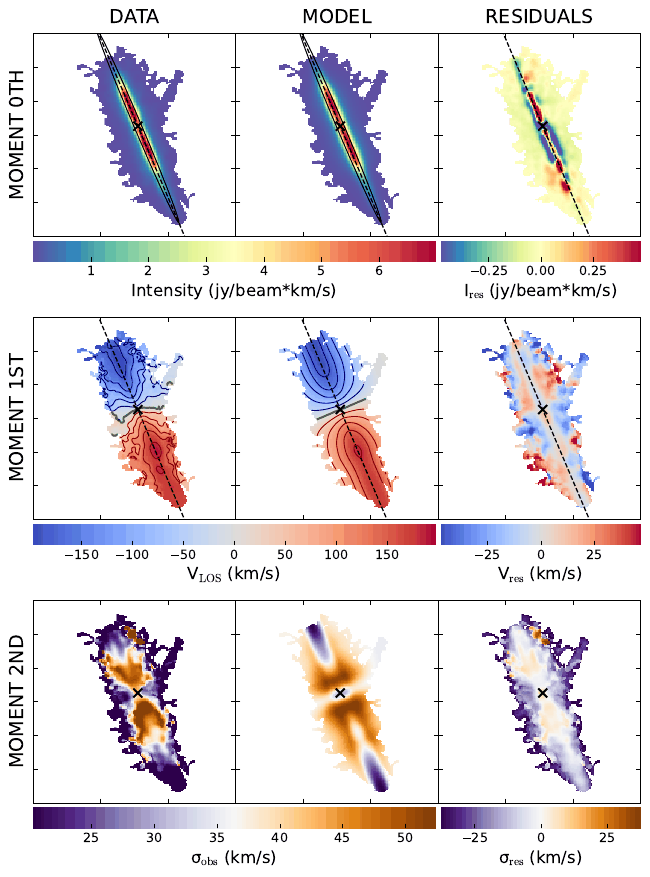 DATA MODEL RESIDUALS
MOMENT 0TH
1 2 3 4 5 6 −0.25 0.00 0.25
Intensity (jy/beam*km/s) I_res (jy/beam*km/s)
MOMENT 1ST
−150 −100 −50 0 50 100 150 −25 0 25
V_LOS (km/s) V_res (km/s)
MOMENT 2ND
25 30 35 40 45 50 −25 0 25
σ_obs (km/s) σ_res (km/s)